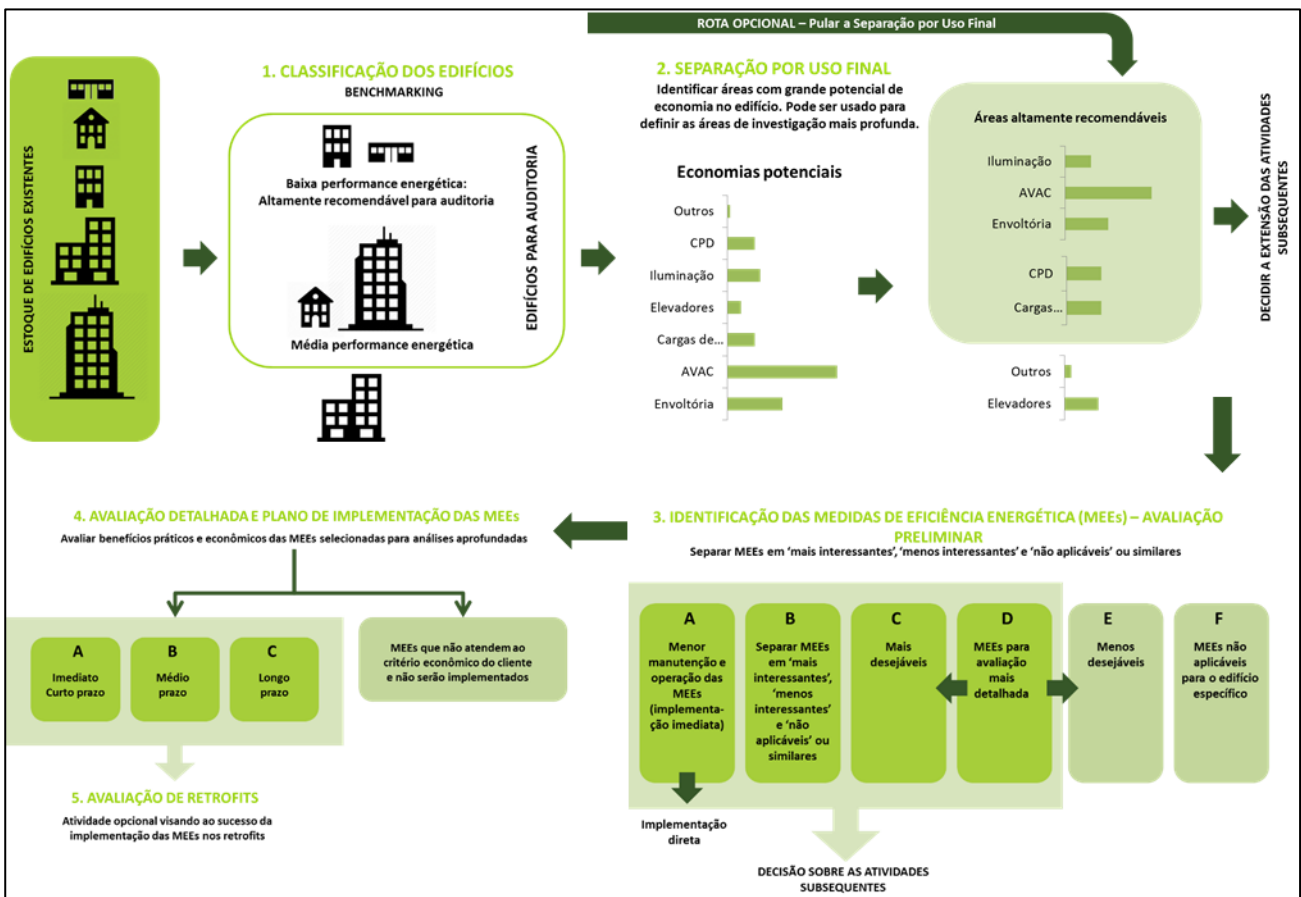 ROTA OPCIONAL – Pular a Separação por Uso Final
ESTOQUE DE EDIFÍCIOS EXISTENTES
1. CLASSIFICAÇÃO DOS EDIFÍCIOS
BENCHMARKING
Baixa performance energética:
Altamente recomendável para auditoria
Média performance energética
EDIFÍCIOS PARA AUDITORIA
2. SEPARAÇÃO POR USO FINAL
Identificar áreas com grande potencial de
economia no edifício. Pode ser usado para
definir as áreas de investigação mais profunda.
Economias potenciais
Outros
CPD
Iluminação
Elevadores
Cargas de...
AVAC
Envoltória
Áreas altamente recomendáveis
Iluminação
AVAC
Envoltória
CPD
Cargas...
Outros
Elevadores
DECIDIR A EXTENSÃO DAS ATIVIDADES
SUBSEQUENTES
3. IDENTIFICAÇÃO DAS MEDIDAS DE EFICIÊNCIA ENERGÉTICA (MEEs) – AVALIAÇÃO
PRELIMINAR
Separar MEEs em ‘mais interessantes’, ‘menos interessantes’ e ‘não aplicáveis’ ou similares
A
Menor
manutenção e
operação das
MEEs
(implementa-
ção imediata)
B
Separar MEEs
em ‘mais
interessantes’,
‘menos
interessantes’
e ‘não
aplicáveis’ ou
similares
C
Mais
desejáveis
D
MEEs para
avaliação
mais
detalhada
E
Menos
desejáveis
F
MEEs não
aplicáveis
para o edifício
específico
Implementação
direta
DECISÃO SOBRE AS ATIVIDADES
SUBSEQUENTES
4. AVALIAÇÃO DETALHADA E PLANO DE IMPLEMENTAÇÃO DAS MEEs
Avaliar benefícios práticos e econômicos das MEEs selecionadas para análises aprofundadas
A
Imediato
Curto prazo
B
Médio
prazo
C
Longo
prazo
MEEs que não atendem ao
critério econômico do cliente
e não serão implementados
5. AVALIAÇÃO DE RETROFITS
Atividade opcional visando ao sucesso da
implementação das MEEs nos retrofits